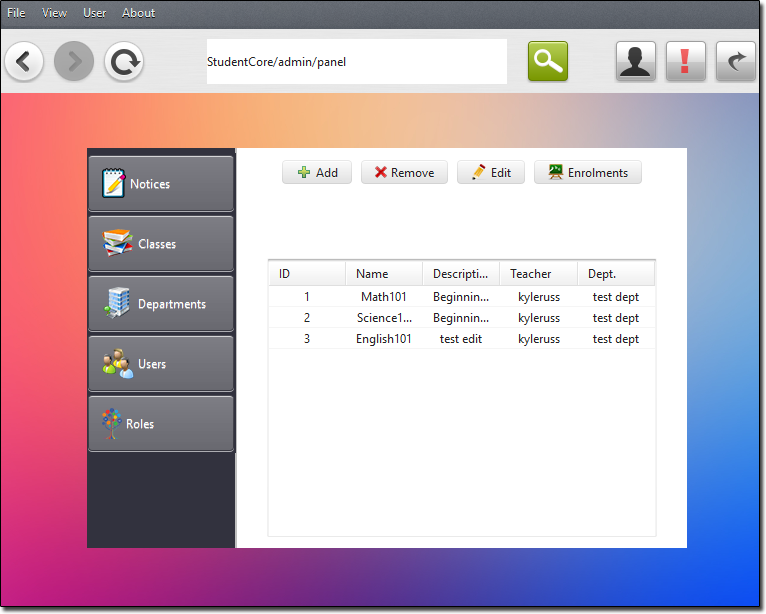 File View User About
StudentCore/admin/panel
Notices
Classes
Departments
Users
Roles
Add Remove Edit Enrolments
ID Name Descripti... Teacher Dept.
1 Math101 Beginnin... kyleruss test dept
2 Science1... Beginnin... kyleruss test dept
3 English101 test edit kyleruss test dept